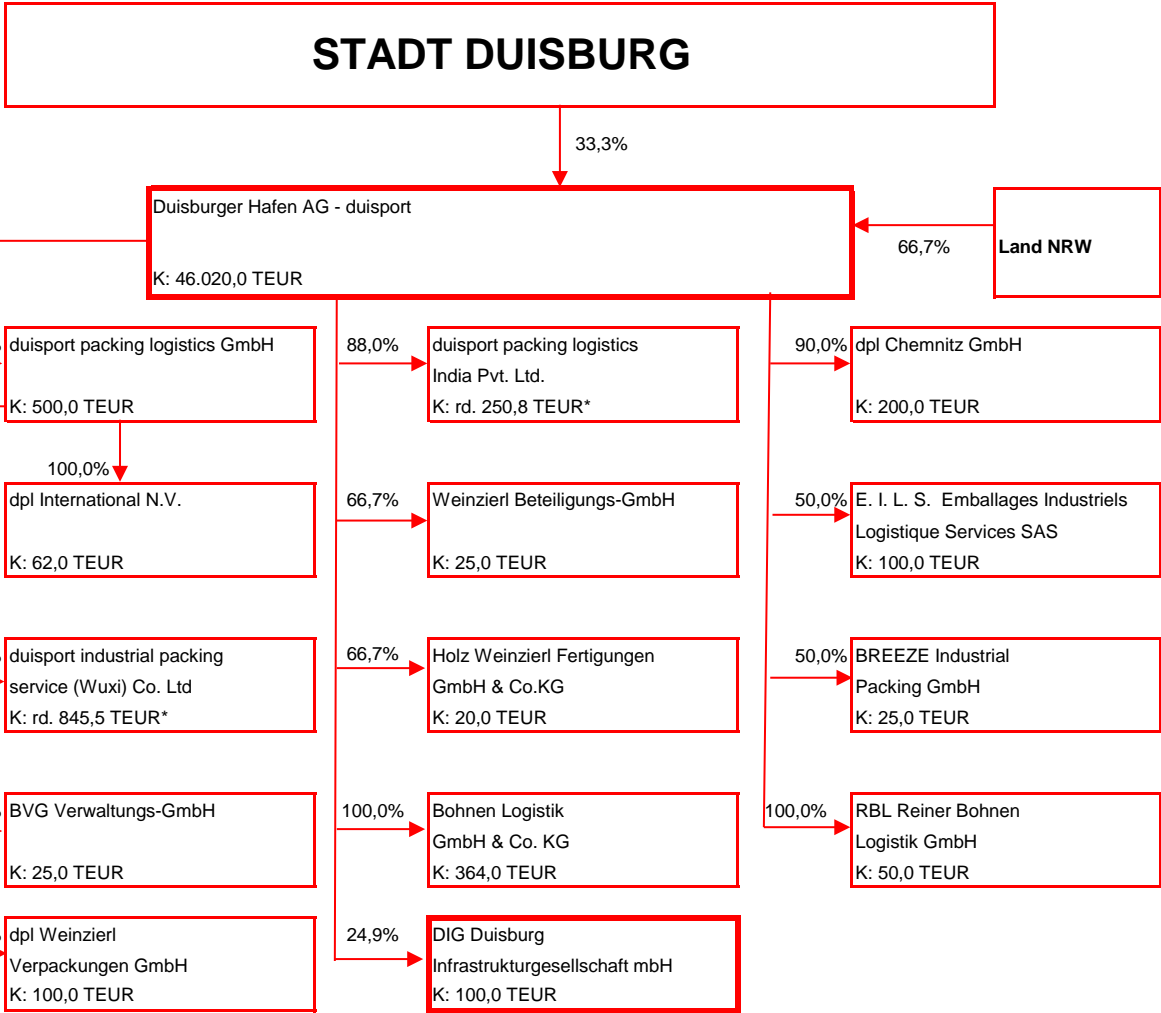 STADT DUISBURG
33,3%
Duisburger Hafen AG - duisport
K: 46.020,0 TEUR
66,7%
Land NRW
duisport packing logistics GmbH
K: 500,0 TEUR
88,0%
duisport packing logistics
India Pvt. Ltd.
K: rd. 250,8 TEUR*
90,0%
dpl Chemnitz GmbH
K: 200,0 TEUR
100,0%
dpl International N.V.
K: 62,0 TEUR
66,7%
Weinzierl Beteiligungs-GmbH
K: 25,0 TEUR
50,0%
E. I. L. S. Emballages Industriels
Logistique Services SAS
K: 100,0 TEUR
duisport industrial packing
service (Wuxi) Co. Ltd
K: rd. 845,5 TEUR*
66,7%
Holz Weinzierl Fertigungen
GmbH & Co.KG
K: 20,0 TEUR
50,0%
BREEZE Industrial
Packing GmbH
K: 25,0 TEUR
BVG Verwaltungs-GmbH
K: 25,0 TEUR
100,0%
Bohnen Logistik
GmbH & Co. KG
K: 364,0 TEUR
100,0%
RBL Reiner Bohnen
Logistik GmbH
K: 50,0 TEUR
dpl Weinzierl
Verpackungen GmbH
K: 100,0 TEUR
24,9%
DIG Duisburg
Infrastrukturgesellschaft mbH
K: 100,0 TEUR